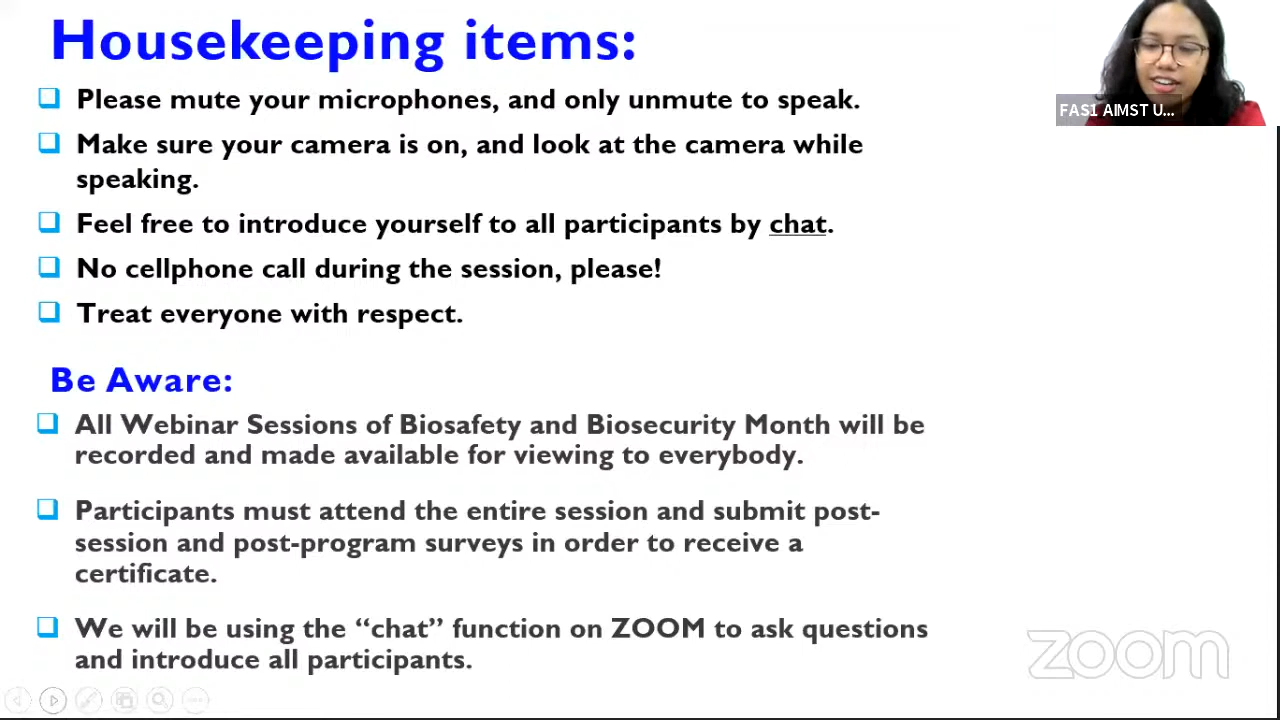 Housekeeping items:
❑ Please mute your microphones, and only unmute to speak.
❑ Make sure your camera is on, and look at the camera while
speaking.
❑ Feel free to introduce yourself to all participants by chat.
❑ No cellphone call during the session, please!
❑ Treat everyone with respect.
Be Aware:
❑ All Webinar Sessions of Biosafety and Biosecurity Month will be
recorded and made available for viewing to everybody.
❑ Participants must attend the entire session and submit post-
session and post-program surveys in order to receive a
certificate.
❑ We will be using the “chat” function on ZOOM to ask questions
and introduce all participants.
FAS1 AIMST U...
zoom